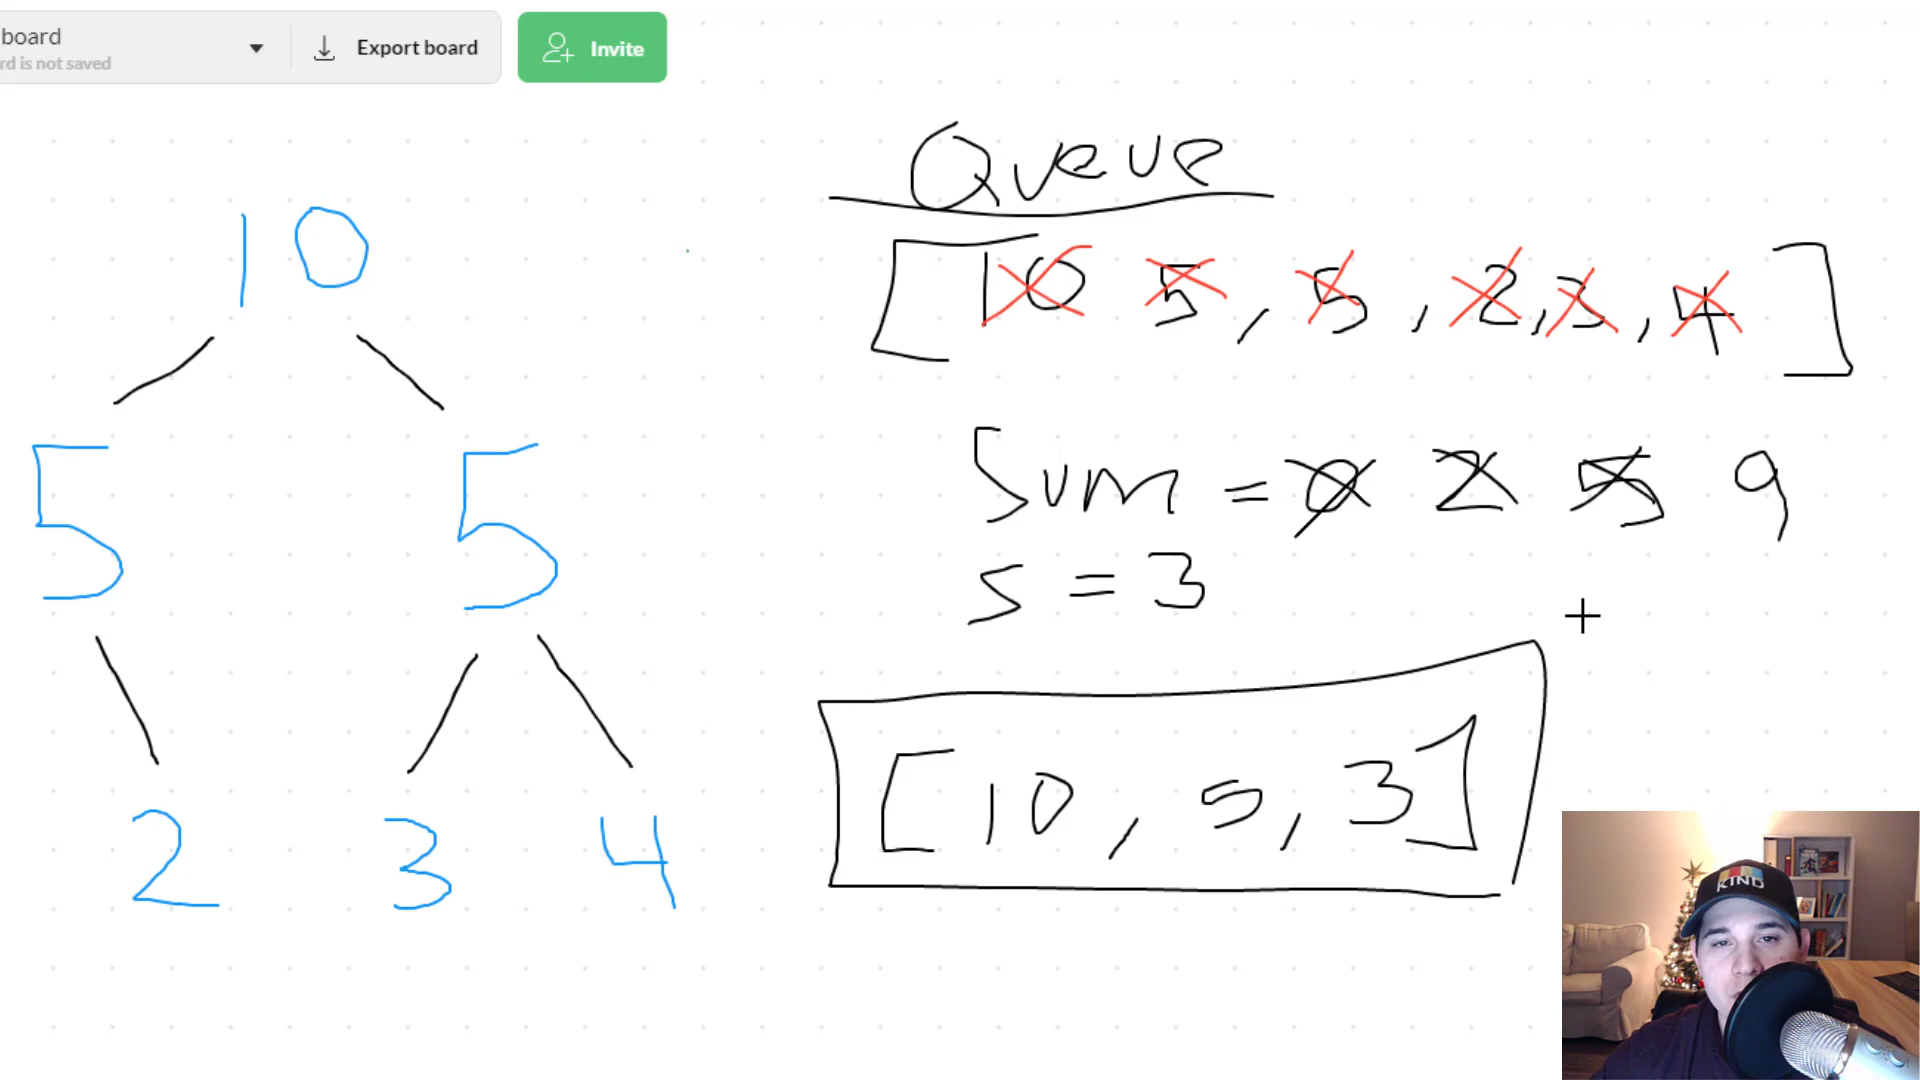 board
rd is not saved
Export board
Invite
Queue
[10 5, 5, 2, 3, 4]
10
Sum = 0 2 5 9
5 5
s = 3
[10, 5, 3]
2 3 4
KIND